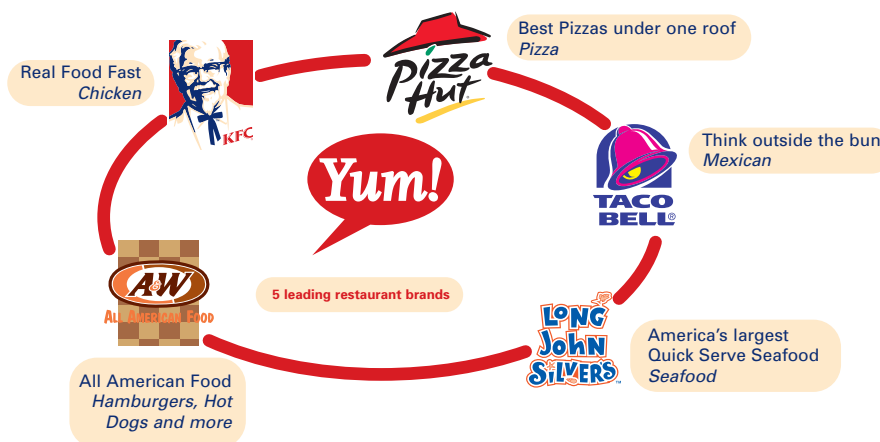 Best Pizzas under one roof
Pizza
Pizza
Hut
Real Food Fast
Chicken
KFC
Think outside the bun
Mexican
Yum!
TACO
BELL®
A&W
ALL AMERICAN FOOD
5 leading restaurant brands
LONG
JOHN
SILVER'S™
America's largest
Quick Serve Seafood
Seafood
All American Food
Hamburgers, Hot
Dogs and more